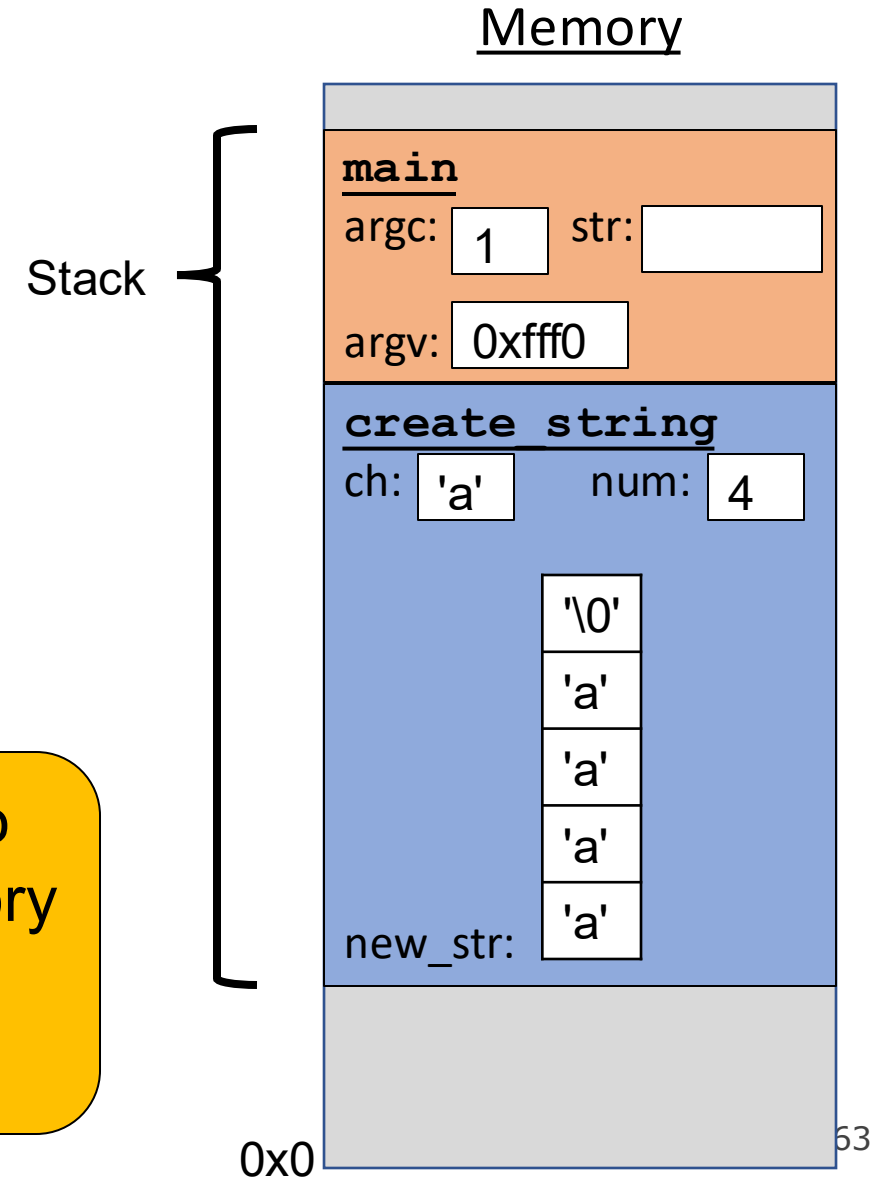 Memory
main
argc: 1 str:
Stack
argv: 0xfff0
create_string
ch: 'a' num: 4
'\0'
'a'
'a'
'a'
new_str: 'a'
0x0
63